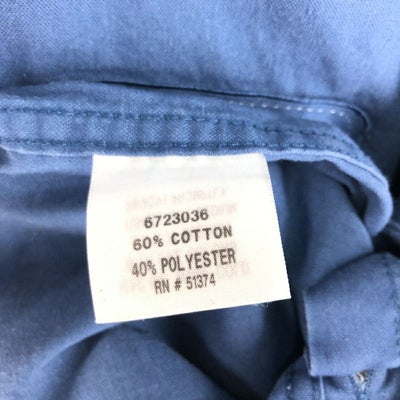 6723036
60% COTTON
40% POLYESTER
RN # 51374